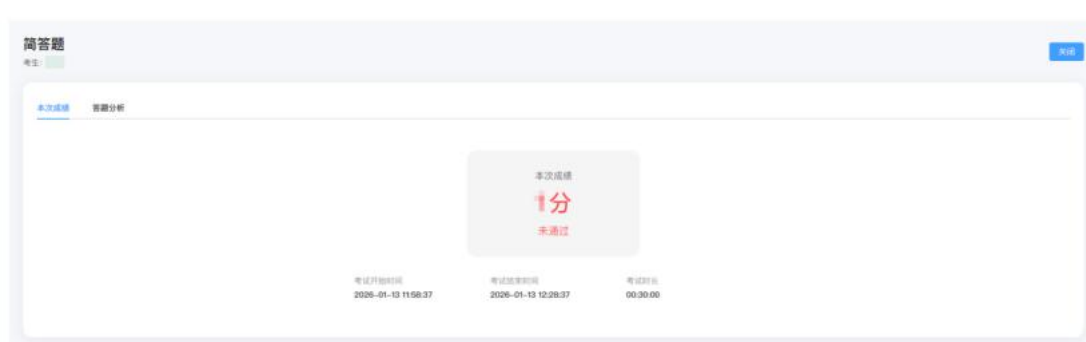 简答题
考生:
关闭
本次成绩 答题分析
本次成绩
1分
未通过
考试开始时间 考试结束时间 考试时长
2026-01-13 11:58:37 2026-01-13 12:28:37 00:30:00